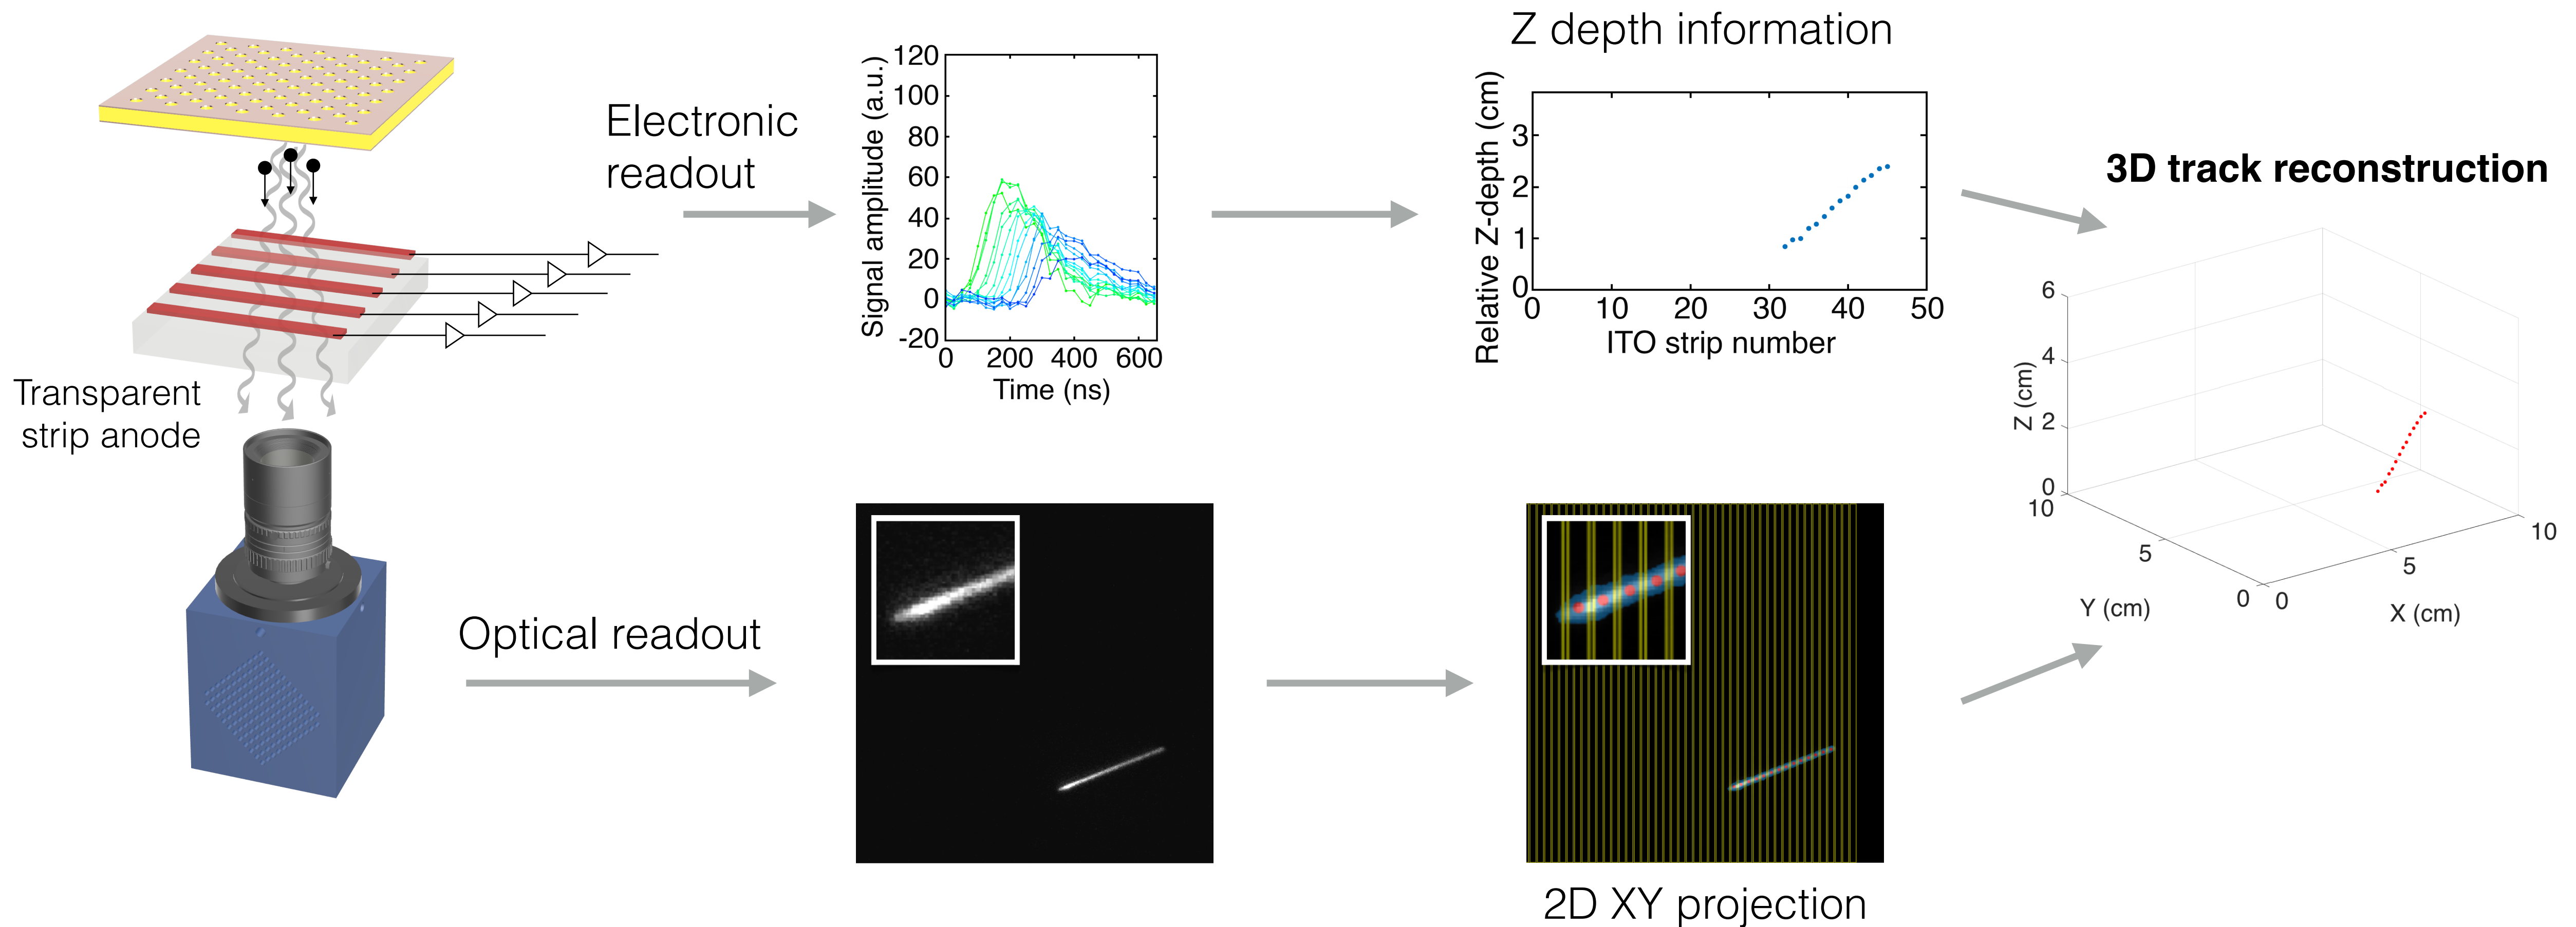 Electronic
readout
Transparent
strip anode
Optical readout
Signal amplitude (a.u.)
120
100
80
60
40
20
0
-20
0 200 400 600
Time (ns)
Z depth information
Relative Z-depth (cm)
3
2
1
0
0 10 20 30 40 50
ITO strip number
2D XY projection
3D track reconstruction
Z (cm)
6
4
2
0
10
5
0
Y (cm)
0
5
10
X (cm)